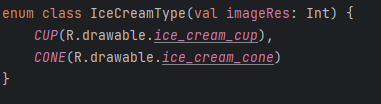 enum class IceCreamType(val imageRes: Int) {
    CUP(R.drawable.ice_cream_cup),
    CONE(R.drawable.ice_cream_cone)
}